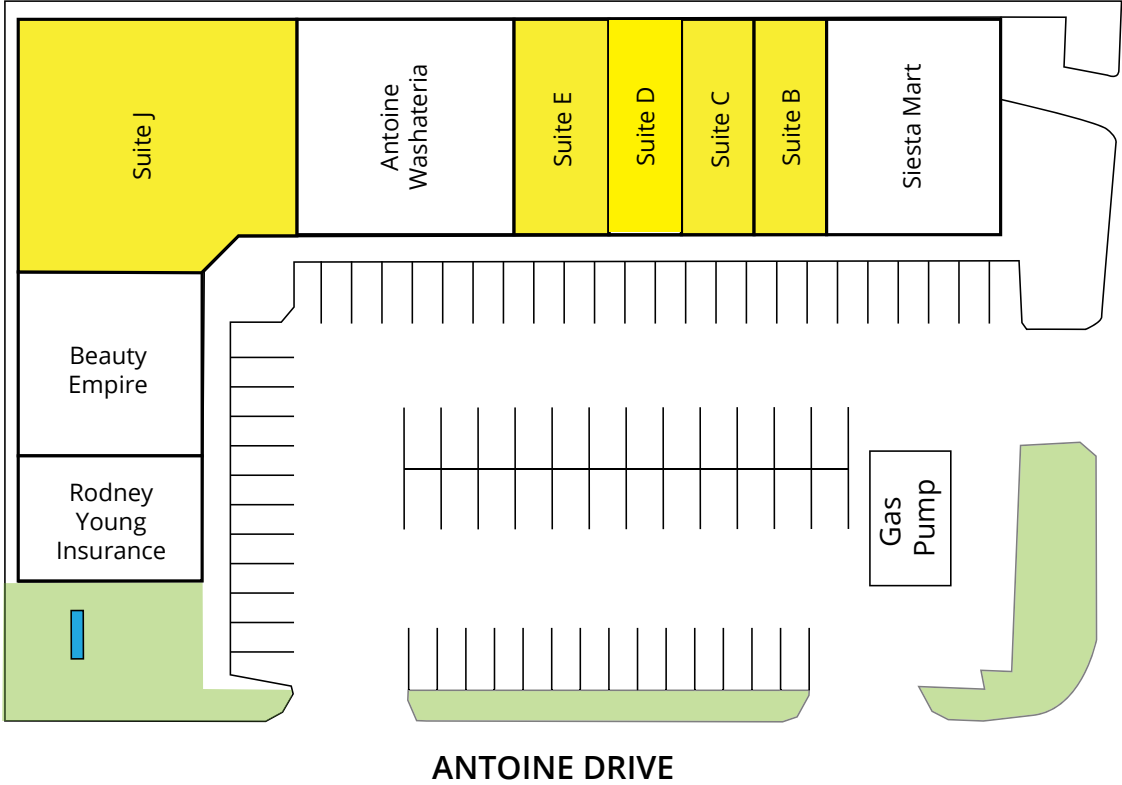 Suite J
Antoine
Washateria
Suite E
Suite D
Suite C
Suite B
Siesta Mart
Beauty
Empire
Rodney
Young
Insurance
Gas
Pump
ANTOINE DRIVE